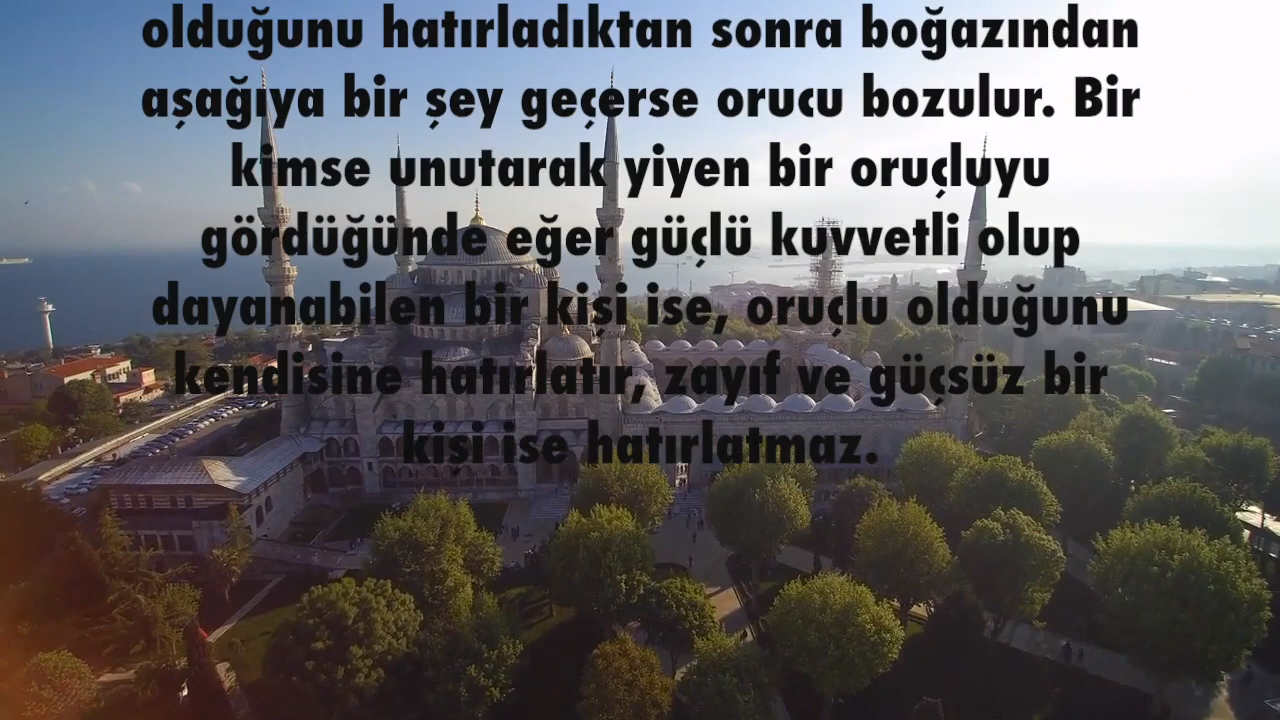 olduğunu hatırladıktan sonra boğazından
aşağıya bir şey geçerse orucu bozulur. Bir
kimse unutarak yiyen bir oruçluyu
gördüğünde eğer güçlü kuvvetli olup
dayanabilen bir kişi ise, oruçlu olduğunu
kendisine hatırlatır, zayıf ve güçsüz bir
kişi ise hatırlatmaz.